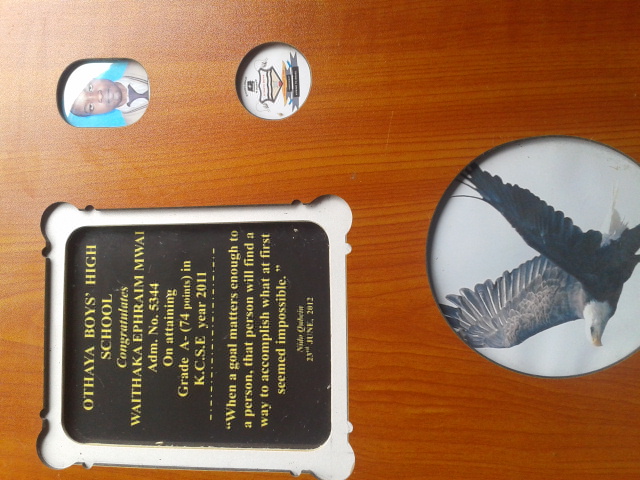 OTHAYA BOYS' HIGH
SCHOOL
Congratulates
WAITHAKA EPHRAIM MWAI
Adm. No. 5344
On attaining
Grade A- (74 points) in
K.C.S.E year 2011
“When a goal matters enough to
a person, that person will find a
way to accomplish what at first
seemed impossible. ”
Nido Qubein
23rd JUNE, 2012